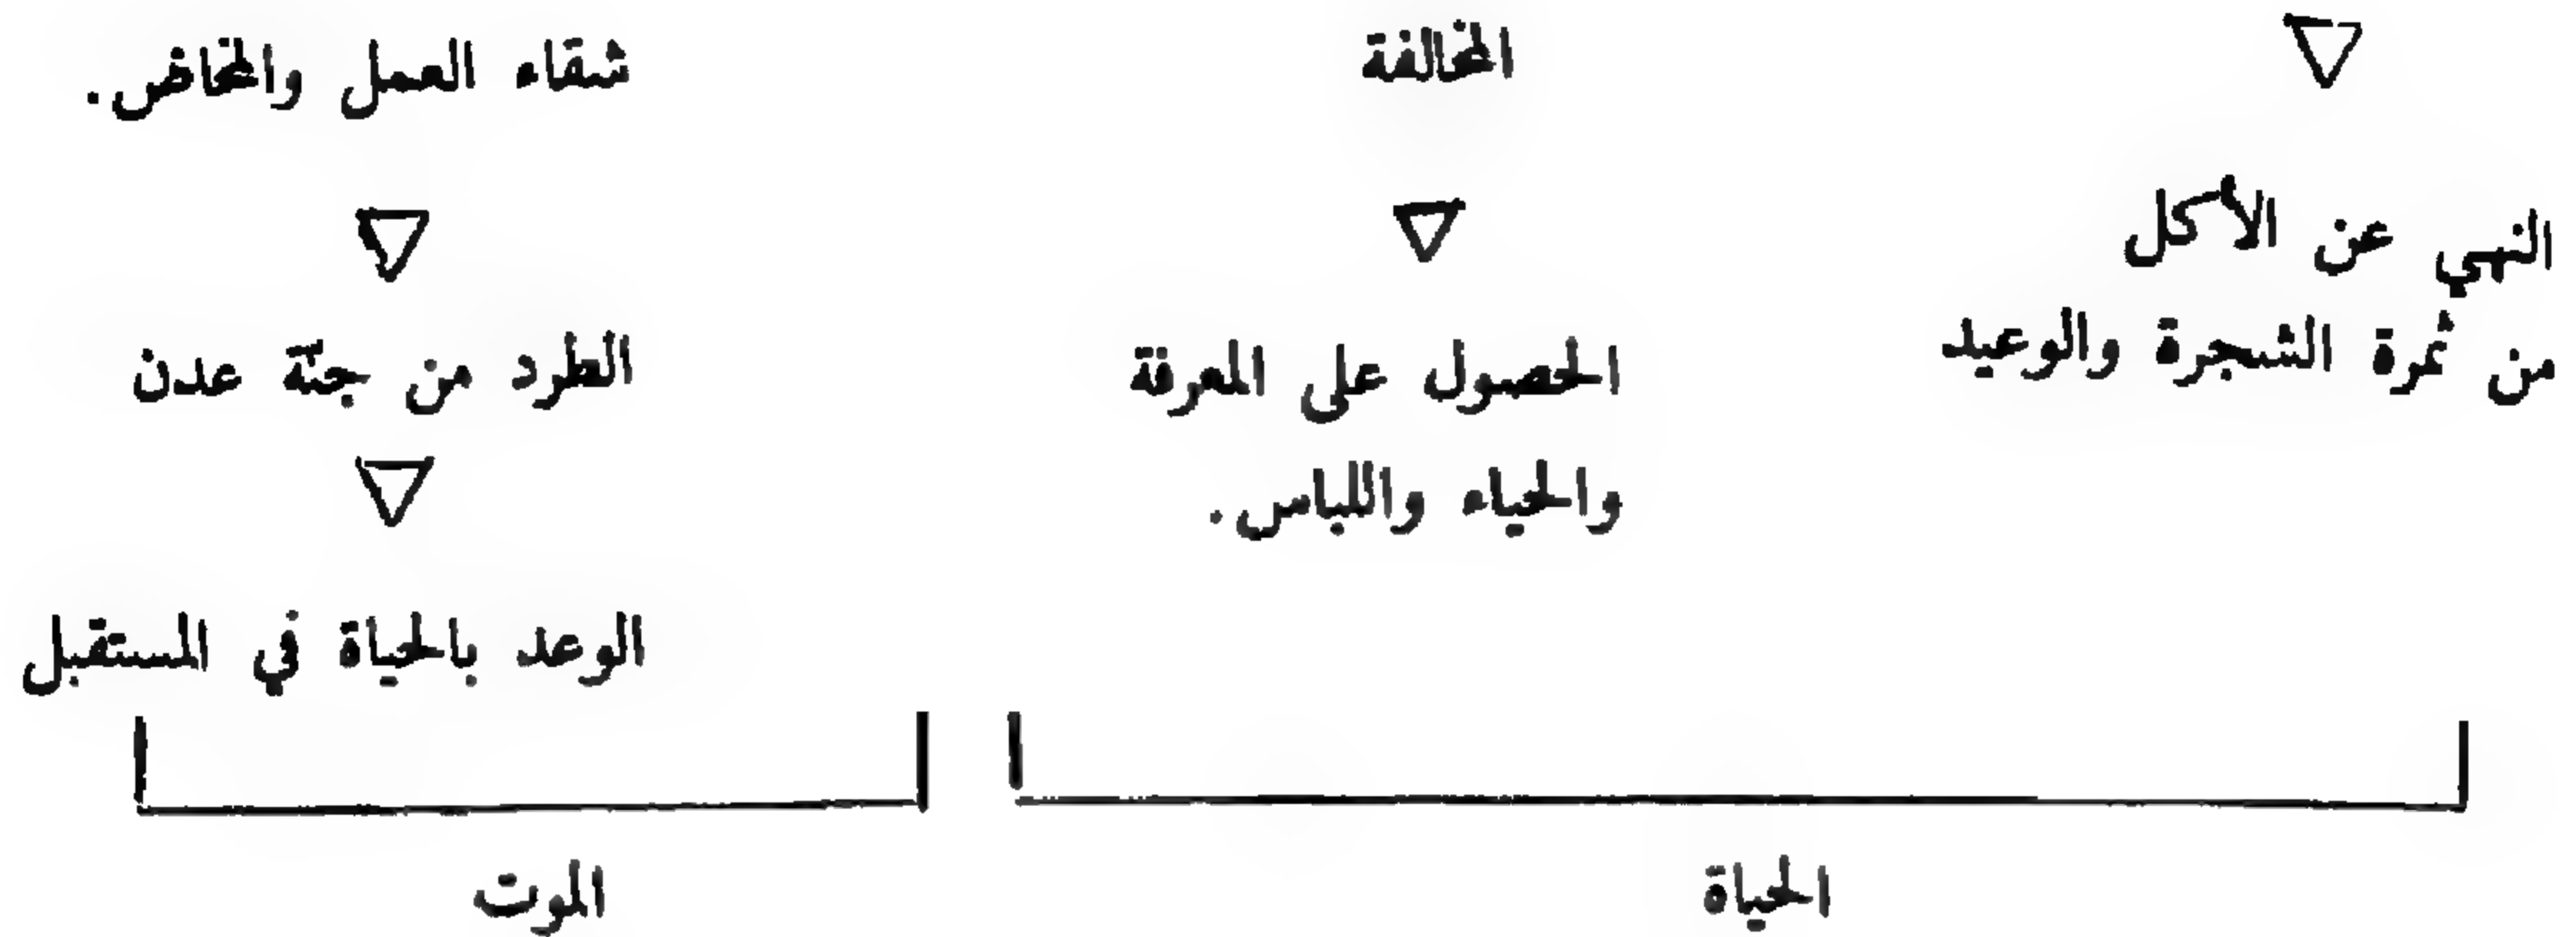 النهي عن الأكل
من ثمرة الشجرة والوعيد
المخالفة
الحصول على المعرفة
والحياء واللباس.
شقاء العمل والمخاض.
الطرد من جنّة عدن
الوعد بالحياة في المستقبل
الحياة
الموت